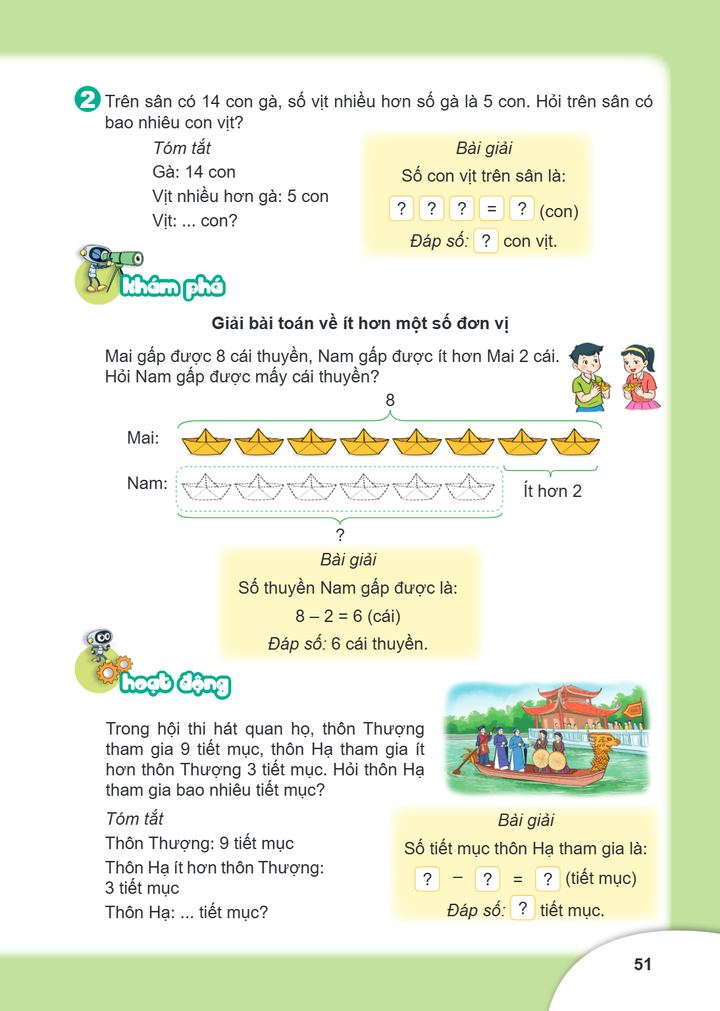 2 Trên sân có 14 con gà, số vịt nhiều hơn số gà là 5 con. Hỏi trên sân có
bao nhiêu con vịt?
Tóm tắt
Gà: 14 con
Vịt nhiều hơn gà: 5 con
Vịt: ... con?
Bài giải
Số con vịt trên sân là:
? ? ? = ? (con)
Đáp số: ? con vịt.
khám phá
Giải bài toán về ít hơn một số đơn vị
Mai gấp được 8 cái thuyền, Nam gấp được ít hơn Mai 2 cái.
Hỏi Nam gấp được mấy cái thuyền?
8
Mai:
Nam:
Ít hơn 2
?
Bài giải
Số thuyền Nam gấp được là:
8 – 2 = 6 (cái)
Đáp số: 6 cái thuyền.
hoạt động
Trong hội thi hát quan họ, thôn Thượng
tham gia 9 tiết mục, thôn Hạ tham gia ít
hơn thôn Thượng 3 tiết mục. Hỏi thôn Hạ
tham gia bao nhiêu tiết mục?
Tóm tắt
Thôn Thượng: 9 tiết mục
Thôn Hạ ít hơn thôn Thượng:
3 tiết mục
Thôn Hạ: ... tiết mục?
Bài giải
Số tiết mục thôn Hạ tham gia là:
? – ? = ? (tiết mục)
Đáp số: ? tiết mục.
51